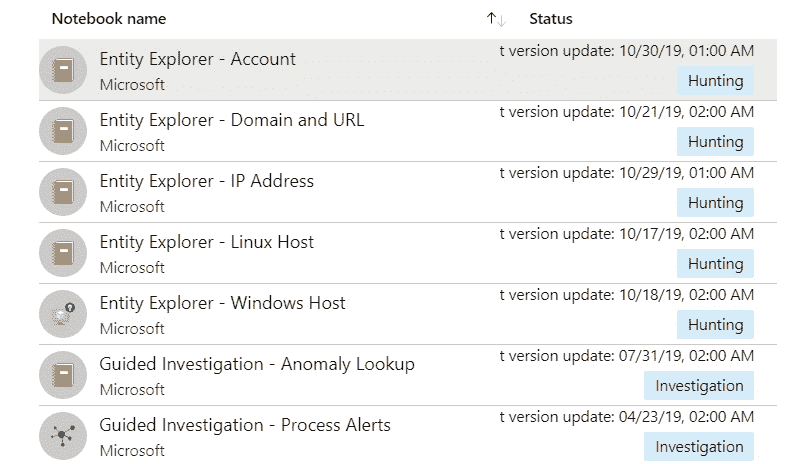 Notebook name Status
Entity Explorer - Account t version update: 10/30/19, 01:00 AM
Microsoft Hunting
Entity Explorer - Domain and URL t version update: 10/21/19, 02:00 AM
Microsoft Hunting
Entity Explorer - IP Address t version update: 10/29/19, 01:00 AM
Microsoft Hunting
Entity Explorer - Linux Host t version update: 10/17/19, 02:00 AM
Microsoft Hunting
Entity Explorer - Windows Host t version update: 10/18/19, 02:00 AM
Microsoft Hunting
Guided Investigation - Anomaly Lookup t version update: 07/31/19, 02:00 AM
Microsoft Investigation
Guided Investigation - Process Alerts t version update: 04/23/19, 02:00 AM
Microsoft Investigation